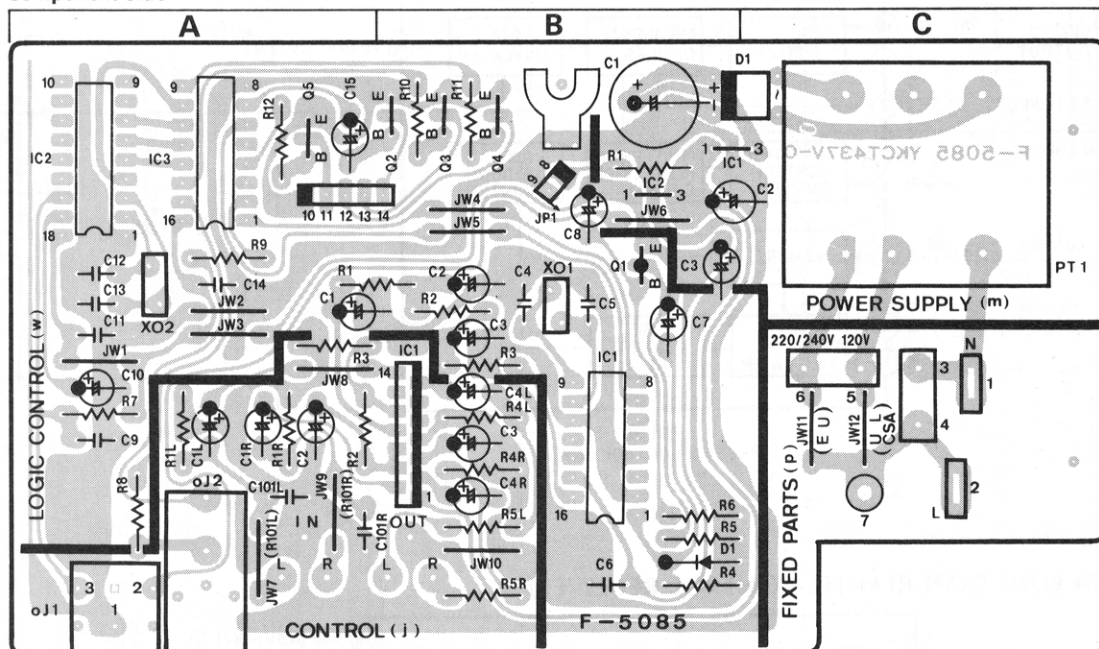 A B C
10 9 9 8
R12 Q5 C15 E R10 E R11 E
C1 D1
IC2 IC3
E B B Q2 B Q3 B Q4
+ − ~
1 3 IC1
R1
F-5085 YKCT437V-0
IC2
1 3
C2
9 8
JP1
10 11 12 13 14
JW4
JW5
JW6
C8
18 1 16 1
R9
C12
C13
C14
C11
XO2
JW2
JW3
R1
C1
C2
R2
C4 XO1 C5
Q1 E B
C3
C7
PT1
POWER SUPPLY (m)
JW1
C10
R7
C9
R3
JW8
IC1
14
C3
R3
C4L
R4L
C3
R4R
C4R
R5L
IC1
9 8
16 1
220/240V 120V
N
3
1
4
6 5
JW11
(EU)
JW12
(UL
CSA)
2
L
7
LOGIC CONTROL (w)
R1L
C1L
C1R
R1R
C2
R2
R8
oJ2
C101L
IN
JW9
(R101R)
C101R
1
OUT
(R101L)
JW7
L R L R
JW10
R5R
R6
R5
D1
R4
C6
FIXED PARTS (P)
3 2
1
oJ1
CONTROL (j)
F-5085